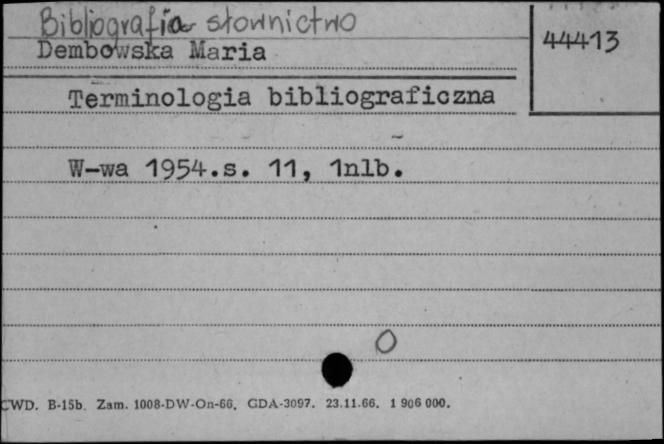 Bibliografia słownictwo
44413
Dembowska Maria
Terminologia bibliograficzna
W-wa 1954.s. 11, 1nlb.
O
CWD. B-15b. Zam. 1008-DW-On-66. GDA-3097. 23.11.66. 1 906 000.